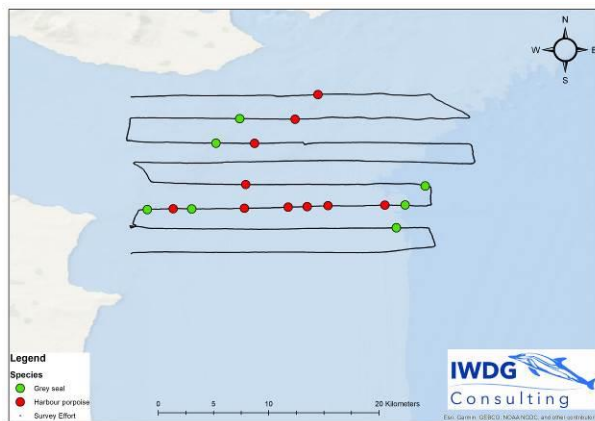 N
W E
S
Legend
Species
Grey seal
Harbour porpoise
Survey Effort
0 5 10 20 Kilometers
IWDG
Consulting
Esri, Garmin, GEBCO, NOAA NGDC, and other contributors